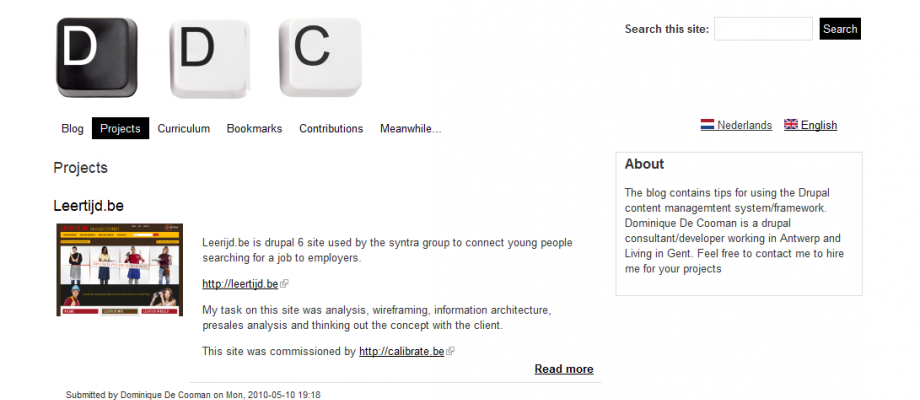 D D C
Search this site: Search
Blog Projects Curriculum Bookmarks Contributions Meanwhile...
Nederlands English
Projects
Leertijd.be
Leerijd.be is drupal 6 site used by the syntra group to connect young people
searching for a job to employers.
http://leertijd.be
My task on this site was analysis, wireframing, information architecture,
presales analysis and thinking out the concept with the client.
This site was commissioned by http://calibrate.be
Read more
Submitted by Dominique De Cooman on Mon, 2010-05-10 19:18
About
The blog contains tips for using the Drupal
content managemtent system/framework.
Dominique De Cooman is a drupal
consultant/developer working in Antwerp and
Living in Gent. Feel free to contact me to hire
me for your projects